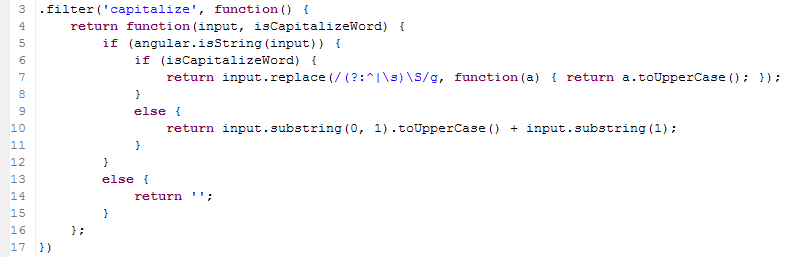 3 .filter('capitalize', function() {
4     return function(input, isCapitalizeWord) {
5         if (angular.isString(input)) {
6             if (isCapitalizeWord) {
7                 return input.replace(/(?:^|\s)\S/g, function(a) { return a.toUpperCase(); });
8             }
9             else {
10                 return input.substring(0, 1).toUpperCase() + input.substring(1);
11             }
12         }
13         else {
14             return '';
15         }
16     };
17 })